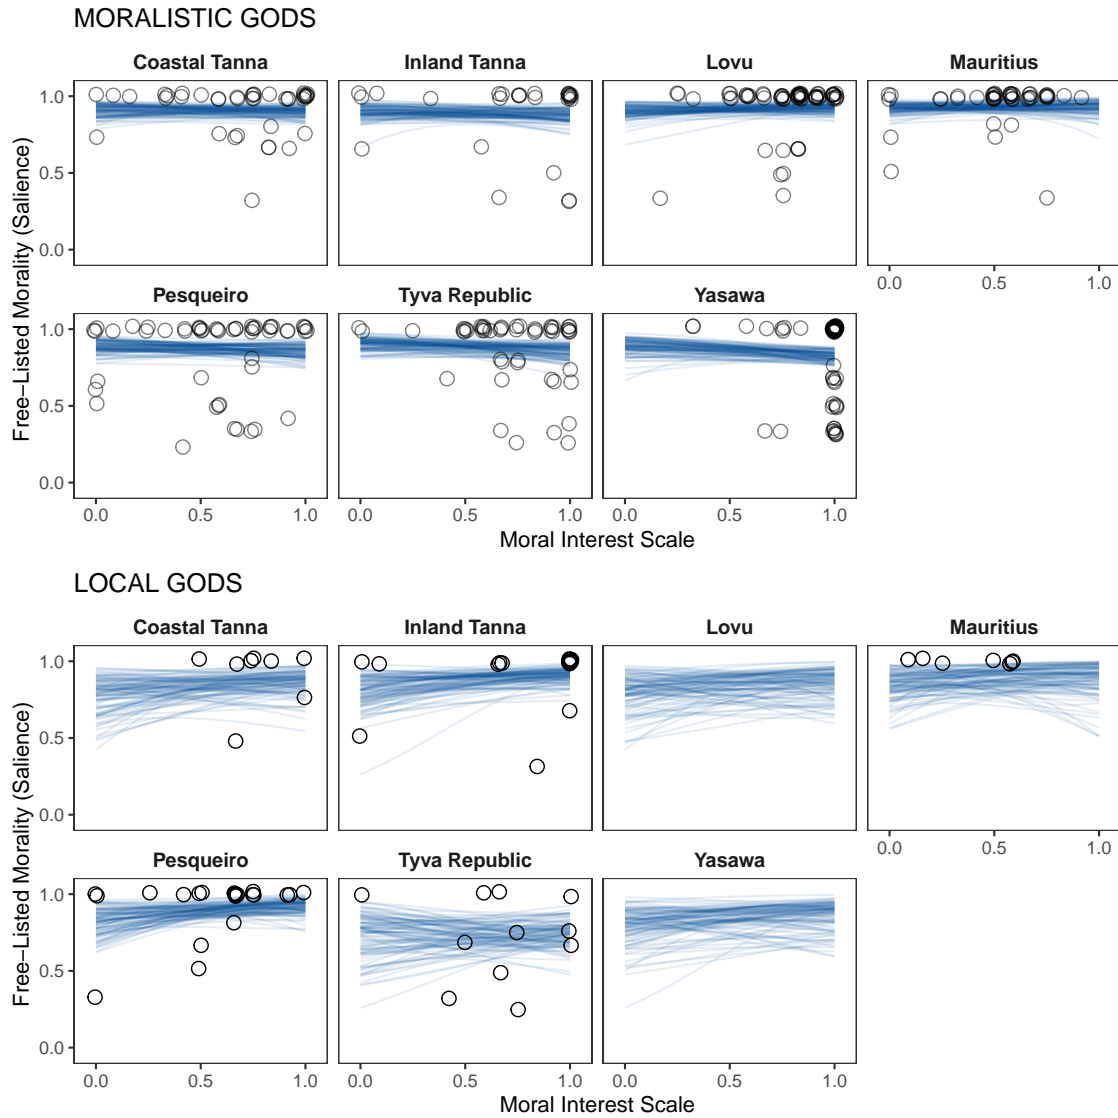 MORALISTIC GODS
Coastal Tanna Inland Tanna Lovu Mauritius
Free−Listed Morality (Salience)
1.0
0.5
0.0
0.0 0.5 1.0
Pesqueiro Tyva Republic Yasawa
1.0
0.5
0.0
0.0 0.5 1.0 0.0 0.5 1.0 0.0 0.5 1.0
Moral Interest Scale
LOCAL GODS
Coastal Tanna Inland Tanna Lovu Mauritius
Free−Listed Morality (Salience)
1.0
0.5
0.0
0.0 0.5 1.0
Pesqueiro Tyva Republic Yasawa
1.0
0.5
0.0
0.0 0.5 1.0 0.0 0.5 1.0 0.0 0.5 1.0
Moral Interest Scale